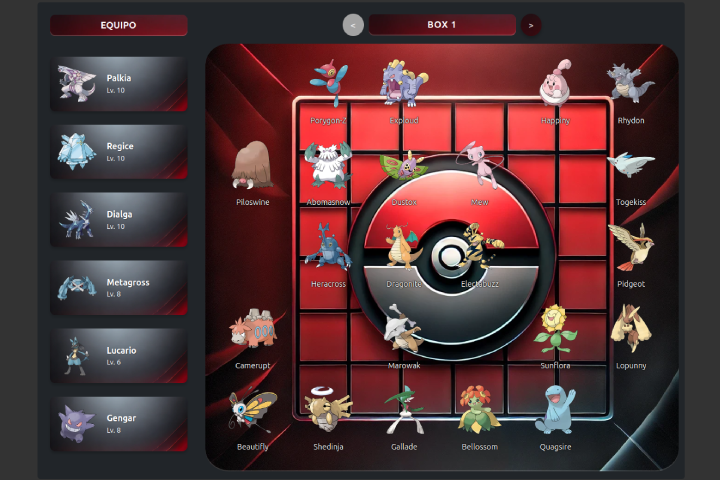 EQUIPO
< BOX 1 >
Palkia
Lv. 10
Regice
Lv. 10
Dialga
Lv. 10
Metagross
Lv. 8
Lucario
Lv. 6
Gengar
Lv. 8
Porygon-Z Exploud Happiny Rhydon
Piloswine Abomasnow Dustox Mew Togekiss
Heracross Dragonite Electabuzz Pidgeot
Camerupt Marowak Sunflora Lopunny
Beautifly Shedinja Gallade Bellossom Quagsire